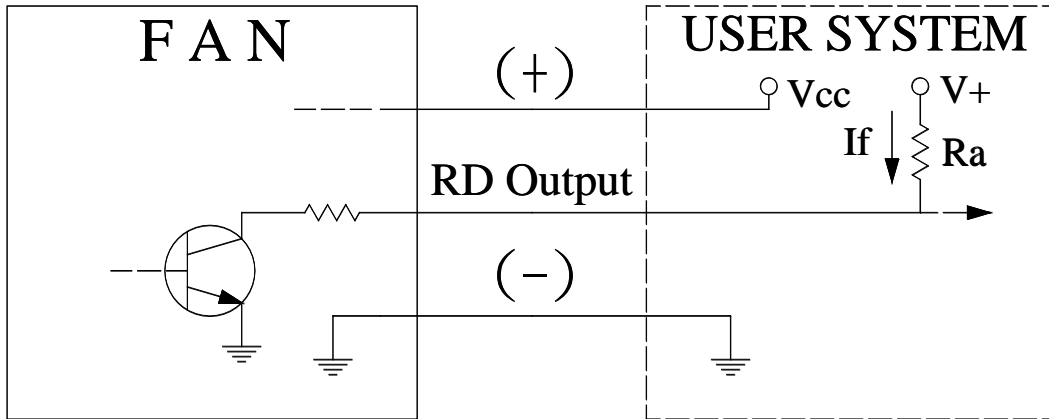 F A N
USER SYSTEM
(+)
Vcc
V+
If
Ra
RD Output
(-)